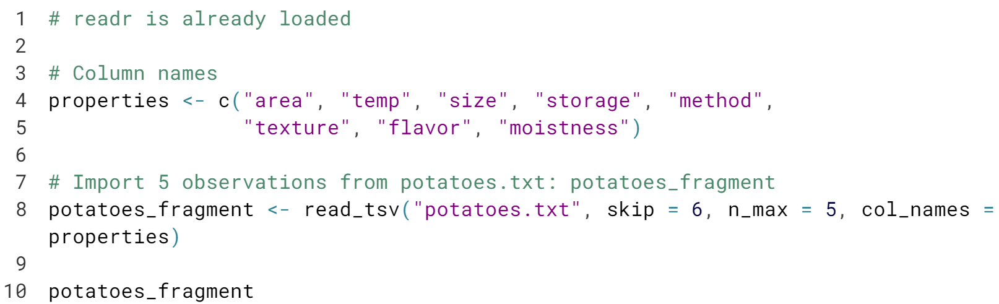 1 # readr is already loaded
2
3 # Column names
4 properties <- c("area", "temp", "size", "storage", "method",
5                 "texture", "flavor", "moistness")
6
7 # Import 5 observations from potatoes.txt: potatoes_fragment
8 potatoes_fragment <- read_tsv("potatoes.txt", skip = 6, n_max = 5, col_names =
properties)
9
10 potatoes_fragment